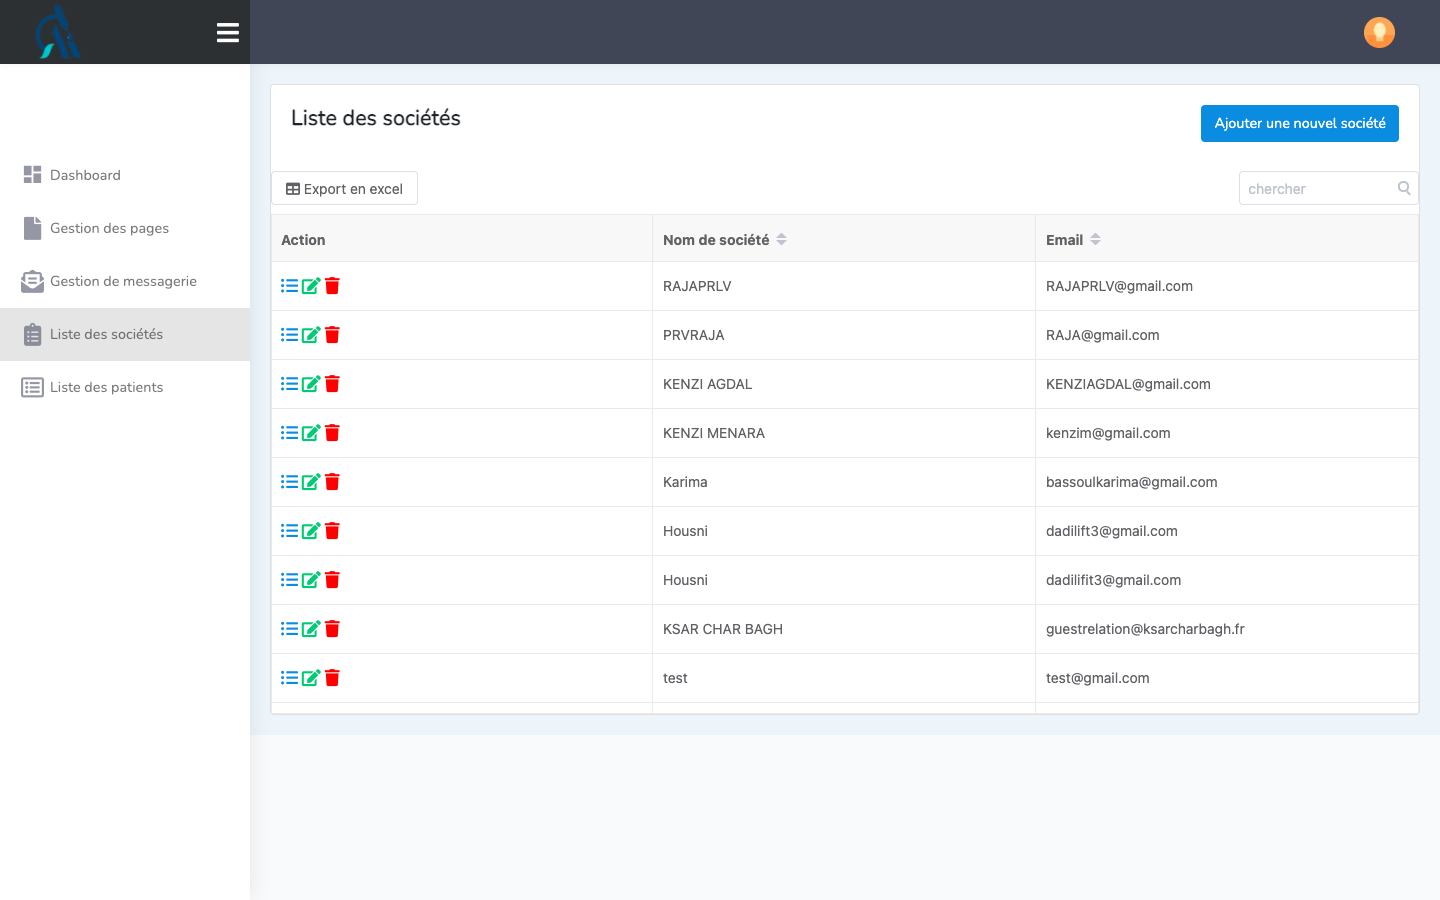 Liste des sociétés
Ajouter une nouvel société
Dashboard
Gestion des pages
Gestion de messagerie
Liste des sociétés
Liste des patients
Export en excel
chercher
Action Nom de société Email
RAJAPRLV RAJAPRLV@gmail.com
PRVRAJA RAJA@gmail.com
KENZI AGDAL KENZIAGDAL@gmail.com
KENZI MENARA kenzim@gmail.com
Karima bassoulkarima@gmail.com
Housni dadilift3@gmail.com
Housni dadilifit3@gmail.com
KSAR CHAR BAGH guestrelation@ksarcharbagh.fr
test test@gmail.com